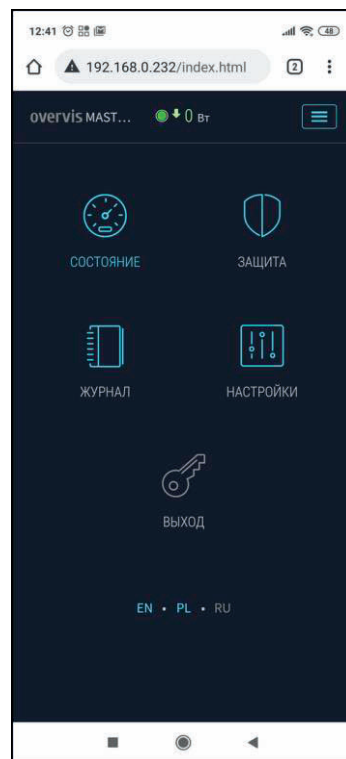 12:41 48
192.168.0.232/index.html 2
overvis MAST... 0 Вт
СОСТОЯНИЕ ЗАЩИТА
ЖУРНАЛ НАСТРОЙКИ
ВЫХОД
EN • PL • RU